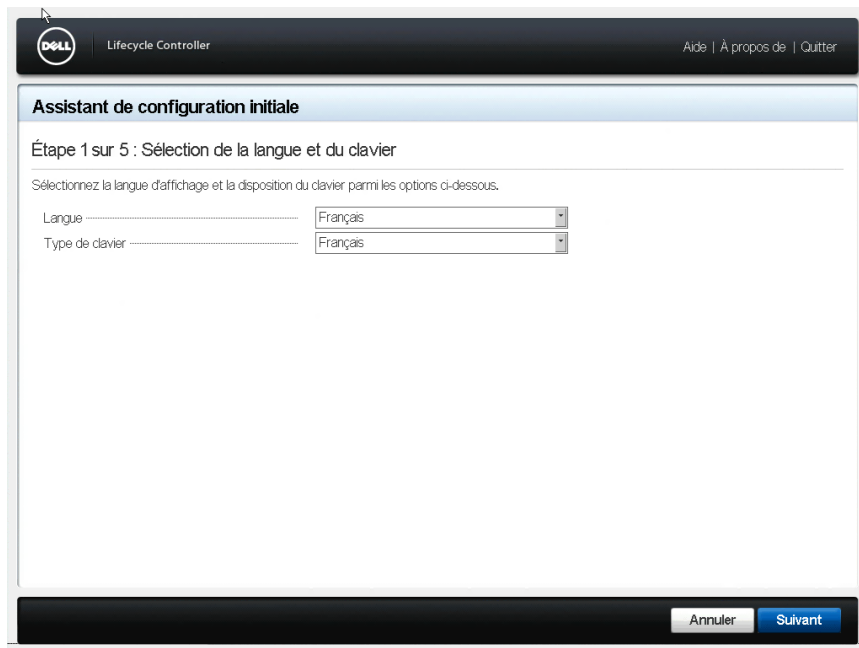 DELL Lifecycle Controller Aide | À propos de | Quitter
Assistant de configuration initiale
Étape 1 sur 5 : Sélection de la langue et du clavier
Sélectionnez la langue d'affichage et la disposition du clavier parmi les options ci-dessous.
Langue Français
Type de clavier Français
Annuler Suivant